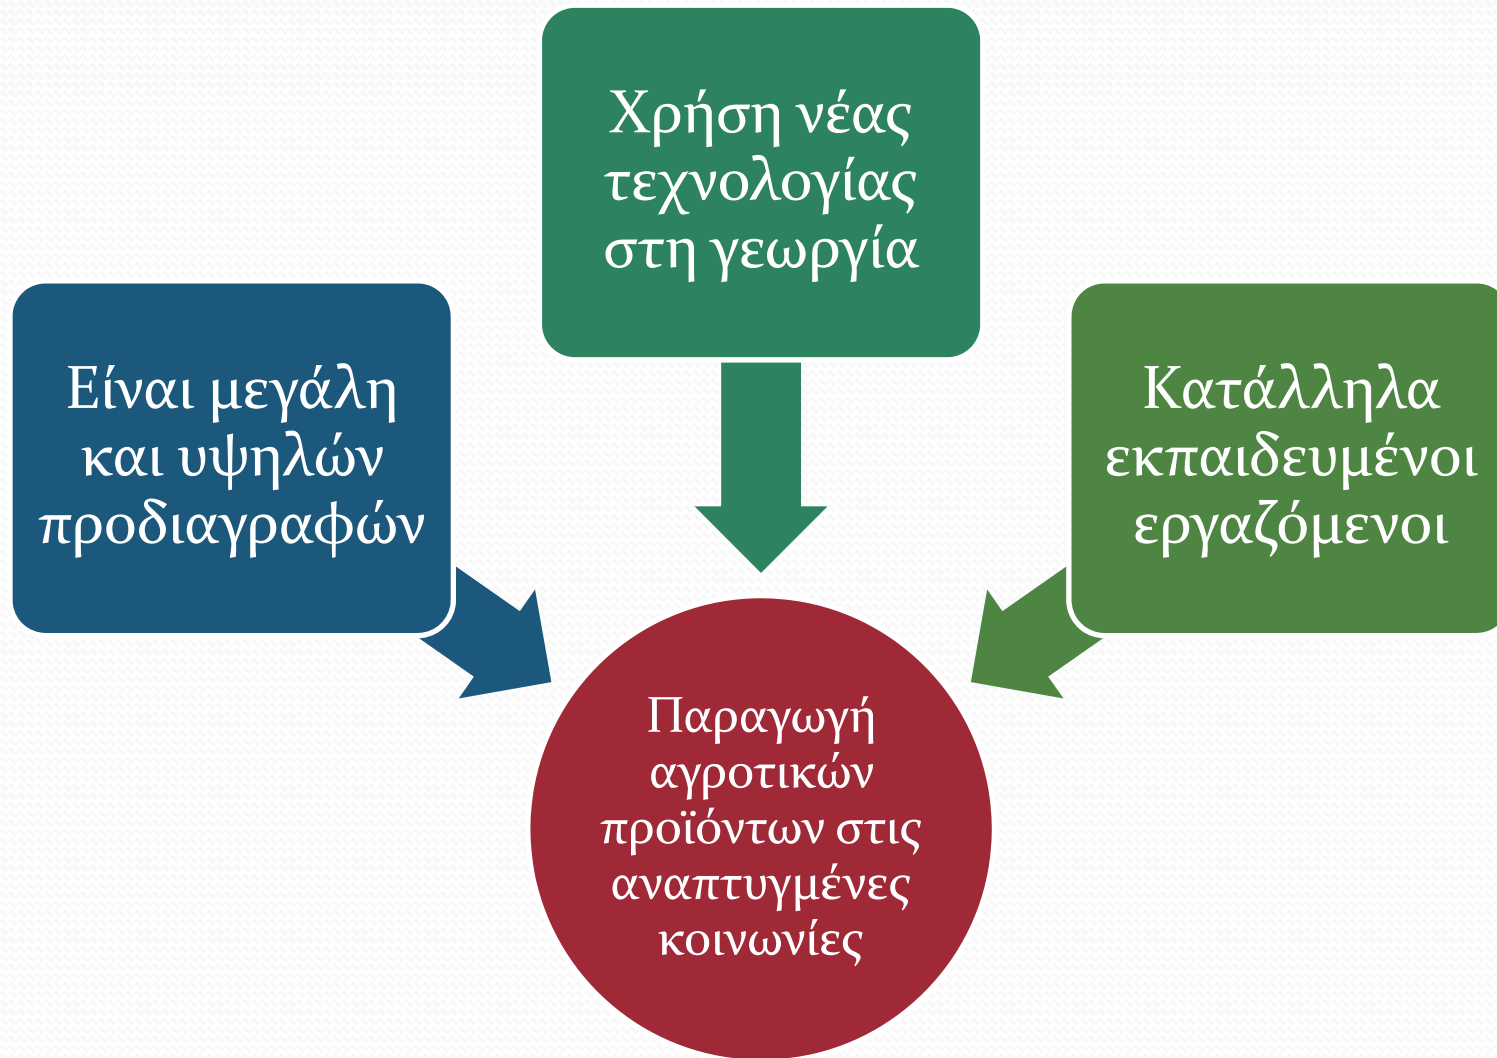 Χρήση νέας
τεχνολογίας
στη γεωργία
Είναι μεγάλη
και υψηλών
προδιαγραφών
Κατάλληλα
εκπαιδευμένοι
εργαζόμενοι
Παραγωγή
αγροτικών
προϊόντων στις
αναπτυγμένες
κοινωνίες